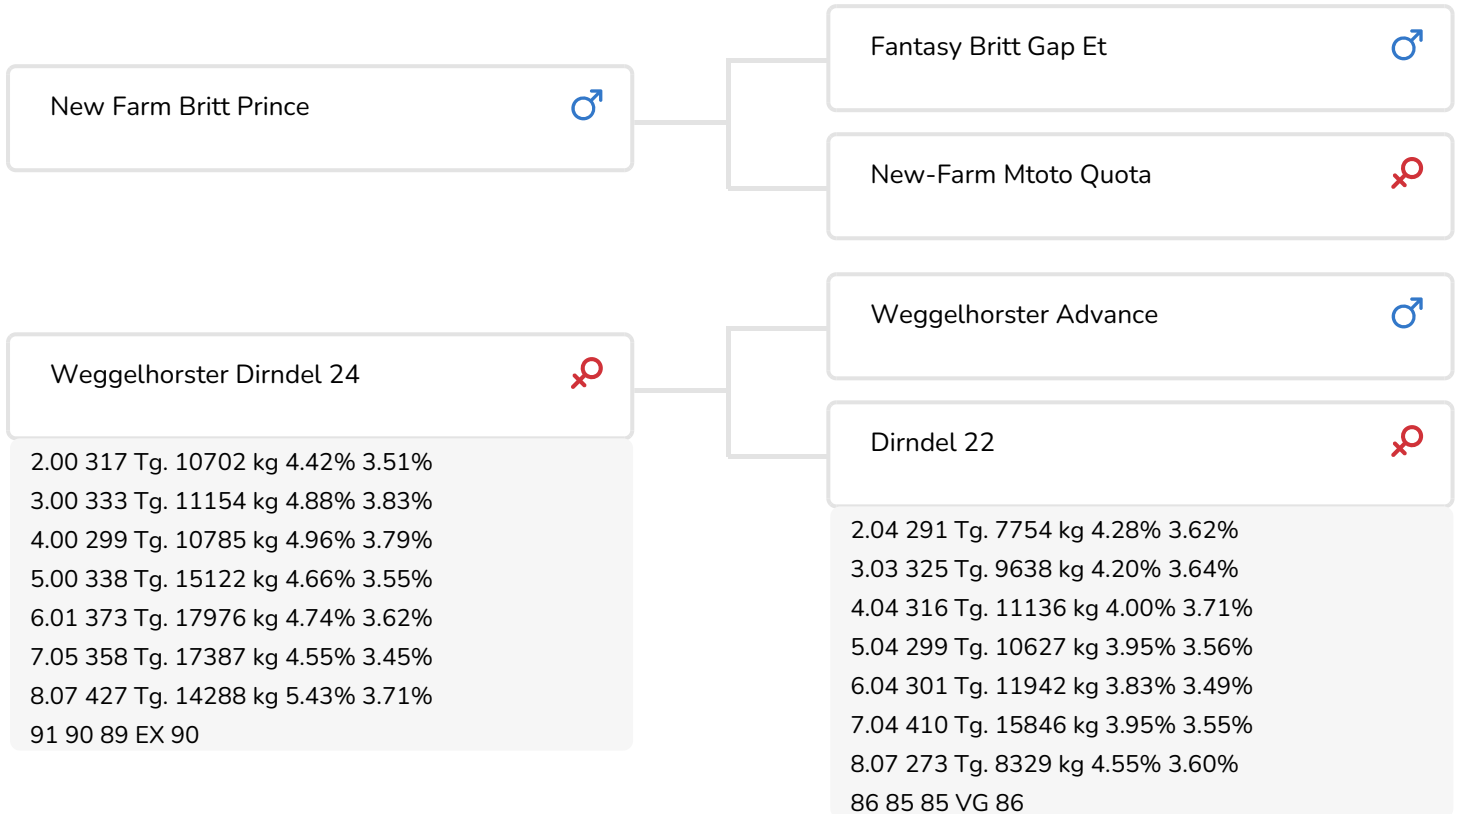 New Farm Britt Prince
Fantasy Britt Gap Et
New-Farm Mtoto Quota
Weggelhorster Dirndel 24
2.00 317 Tg. 10702 kg 4.42% 3.51%
3.00 333 Tg. 11154 kg 4.88% 3.83%
4.00 299 Tg. 10785 kg 4.96% 3.79%
5.00 338 Tg. 15122 kg 4.66% 3.55%
6.01 373 Tg. 17976 kg 4.74% 3.62%
7.05 358 Tg. 17387 kg 4.55% 3.45%
8.07 427 Tg. 14288 kg 5.43% 3.71%
91 90 89 EX 90
Weggelhorster Advance
Dirndel 22
2.04 291 Tg. 7754 kg 4.28% 3.62%
3.03 325 Tg. 9638 kg 4.20% 3.64%
4.04 316 Tg. 11136 kg 4.00% 3.71%
5.04 299 Tg. 10627 kg 3.95% 3.56%
6.04 301 Tg. 11942 kg 3.83% 3.49%
7.04 410 Tg. 15846 kg 3.95% 3.55%
8.07 273 Tg. 8329 kg 4.55% 3.60%
86 85 85 VG 86